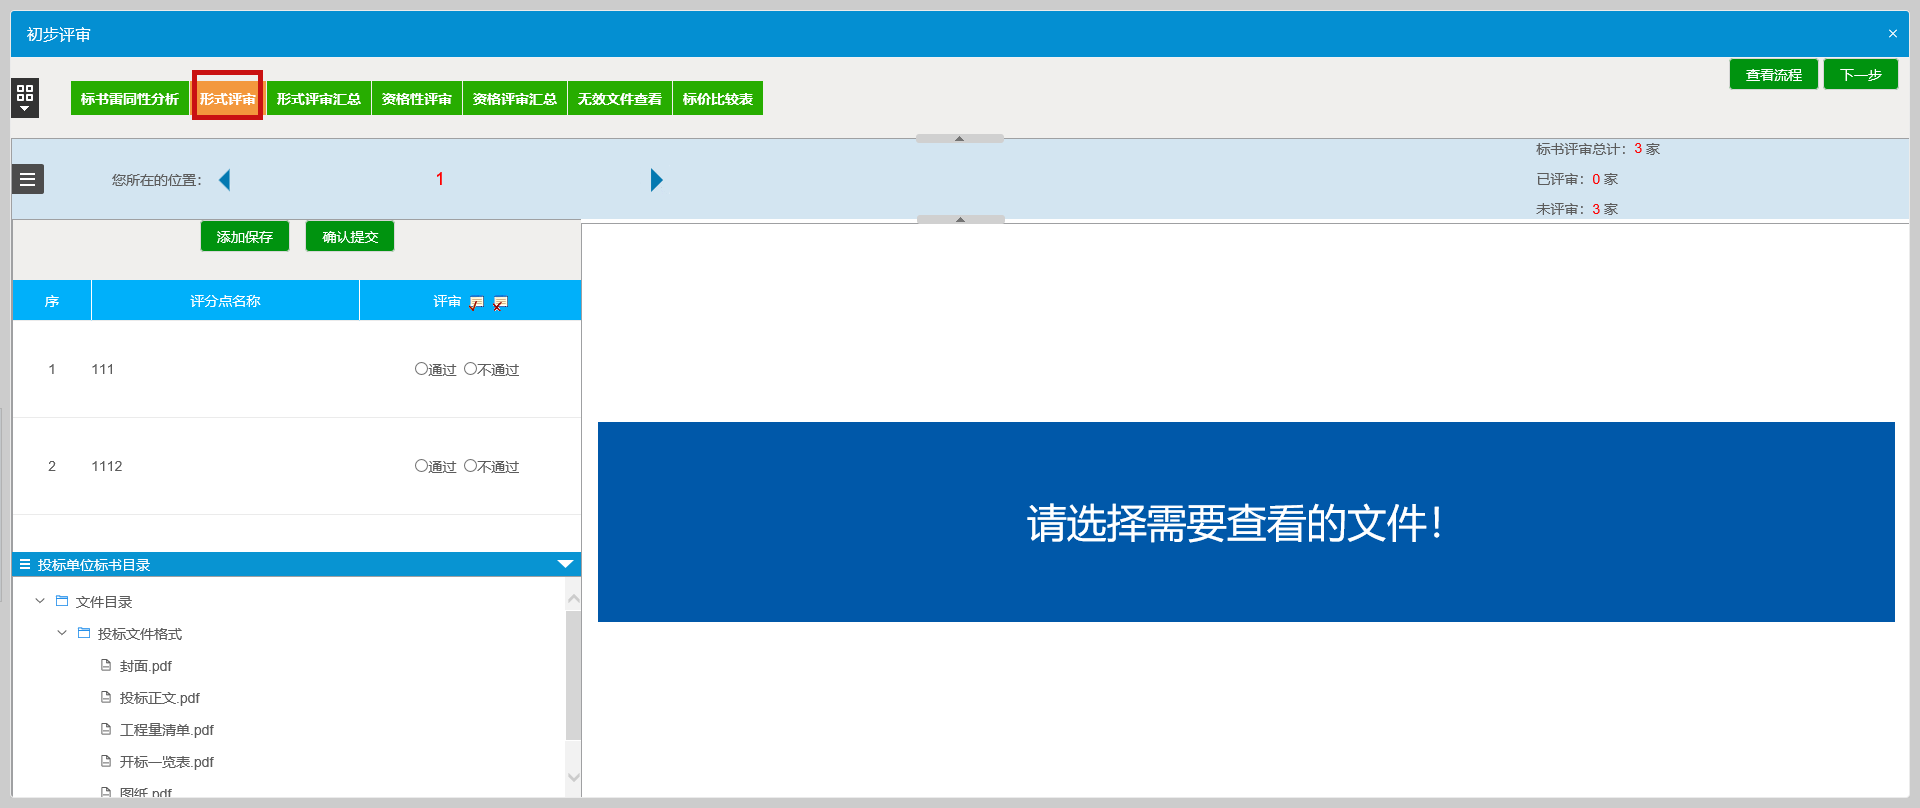 初步评审
×
查看流程 下一步
标书雷同性分析 形式评审 形式评审汇总 资格性评审 资格评审汇总 无效文件查看 标价比较表
标书评审总计：3 家
您所在的位置： 1
已评审：0 家
未评审：3 家
添加保存 确认提交
序 评分点名称 评审
1 111 通过 不通过
2 1112 通过 不通过
请选择需要查看的文件！
投标单位标书目录
文件目录
投标文件格式
封面.pdf
投标正文.pdf
工程量清单.pdf
开标一览表.pdf
图纸.pdf